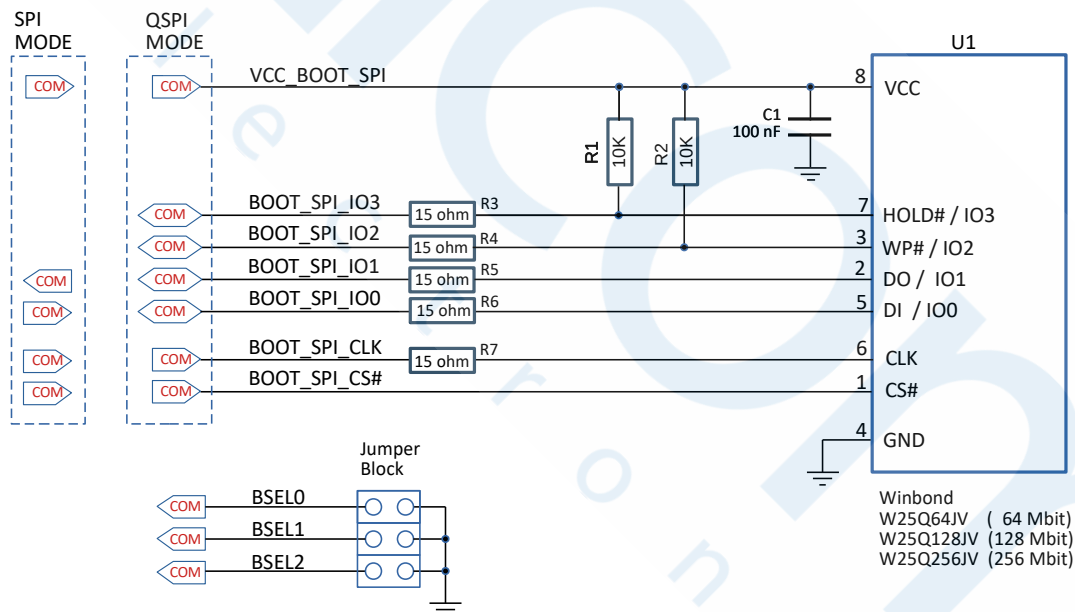 SPI
MODE
QSPI
MODE
U1
COM
COM
VCC_BOOT_SPI
8
VCC
C1
100 nF
R1
10K
R2
10K
COM
BOOT_SPI_IO3
15 ohm
R3
7
HOLD# / IO3
COM
BOOT_SPI_IO2
15 ohm
R4
3
WP# / IO2
COM
COM
BOOT_SPI_IO1
15 ohm
R5
2
DO / IO1
COM
COM
BOOT_SPI_IO0
15 ohm
R6
5
DI / IO0
COM
COM
BOOT_SPI_CLK
15 ohm
R7
6
CLK
COM
COM
BOOT_SPI_CS#
1
CS#
4
GND
Jumper
Block
COM
BSEL0
COM
BSEL1
COM
BSEL2
Winbond
W25Q64JV ( 64 Mbit)
W25Q128JV (128 Mbit)
W25Q256JV (256 Mbit)